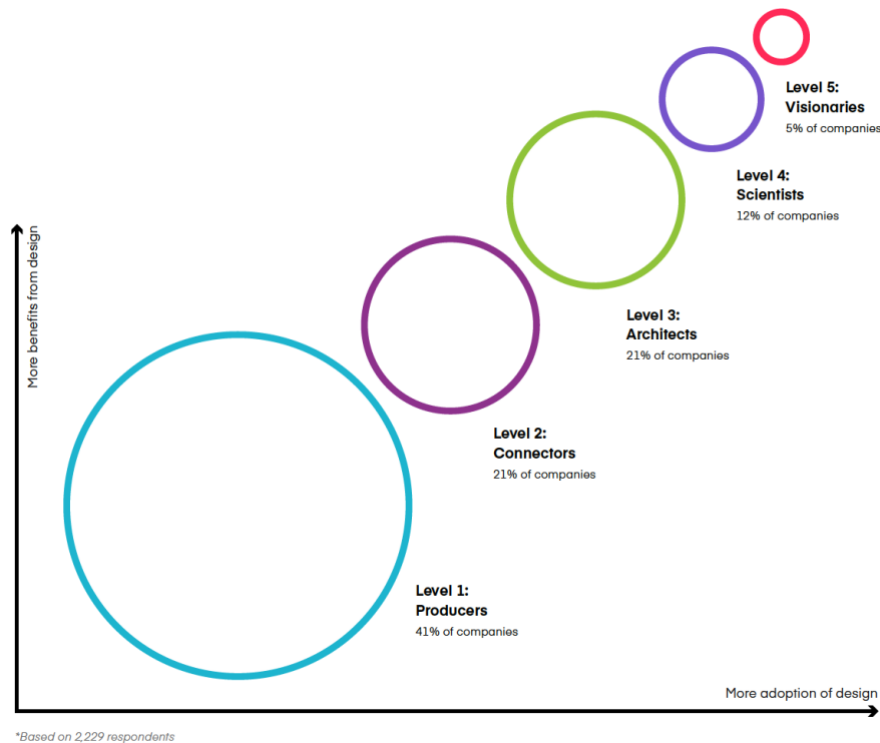 Level 5:
Visionaries
5% of companies
Level 4:
Scientists
12% of companies
More benefits from design
Level 3:
Architects
21% of companies
Level 2:
Connectors
21% of companies
Level 1:
Producers
41% of companies
More adoption of design
*Based on 2,229 respondents